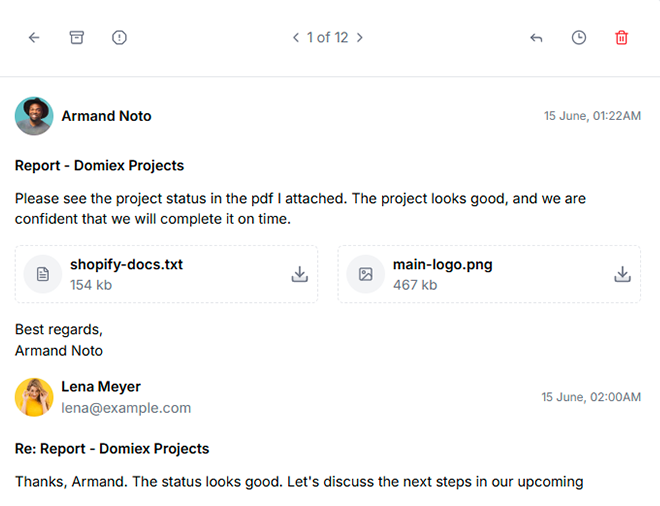 1 of 12
Armand Noto
15 June, 01:22AM
Report - Domiex Projects
Please see the project status in the pdf I attached. The project looks good, and we are
confident that we will complete it on time.
shopify-docs.txt
154 kb
main-logo.png
467 kb
Best regards,
Armand Noto
Lena Meyer
lena@example.com
15 June, 02:00AM
Re: Report - Domiex Projects
Thanks, Armand. The status looks good. Let's discuss the next steps in our upcoming